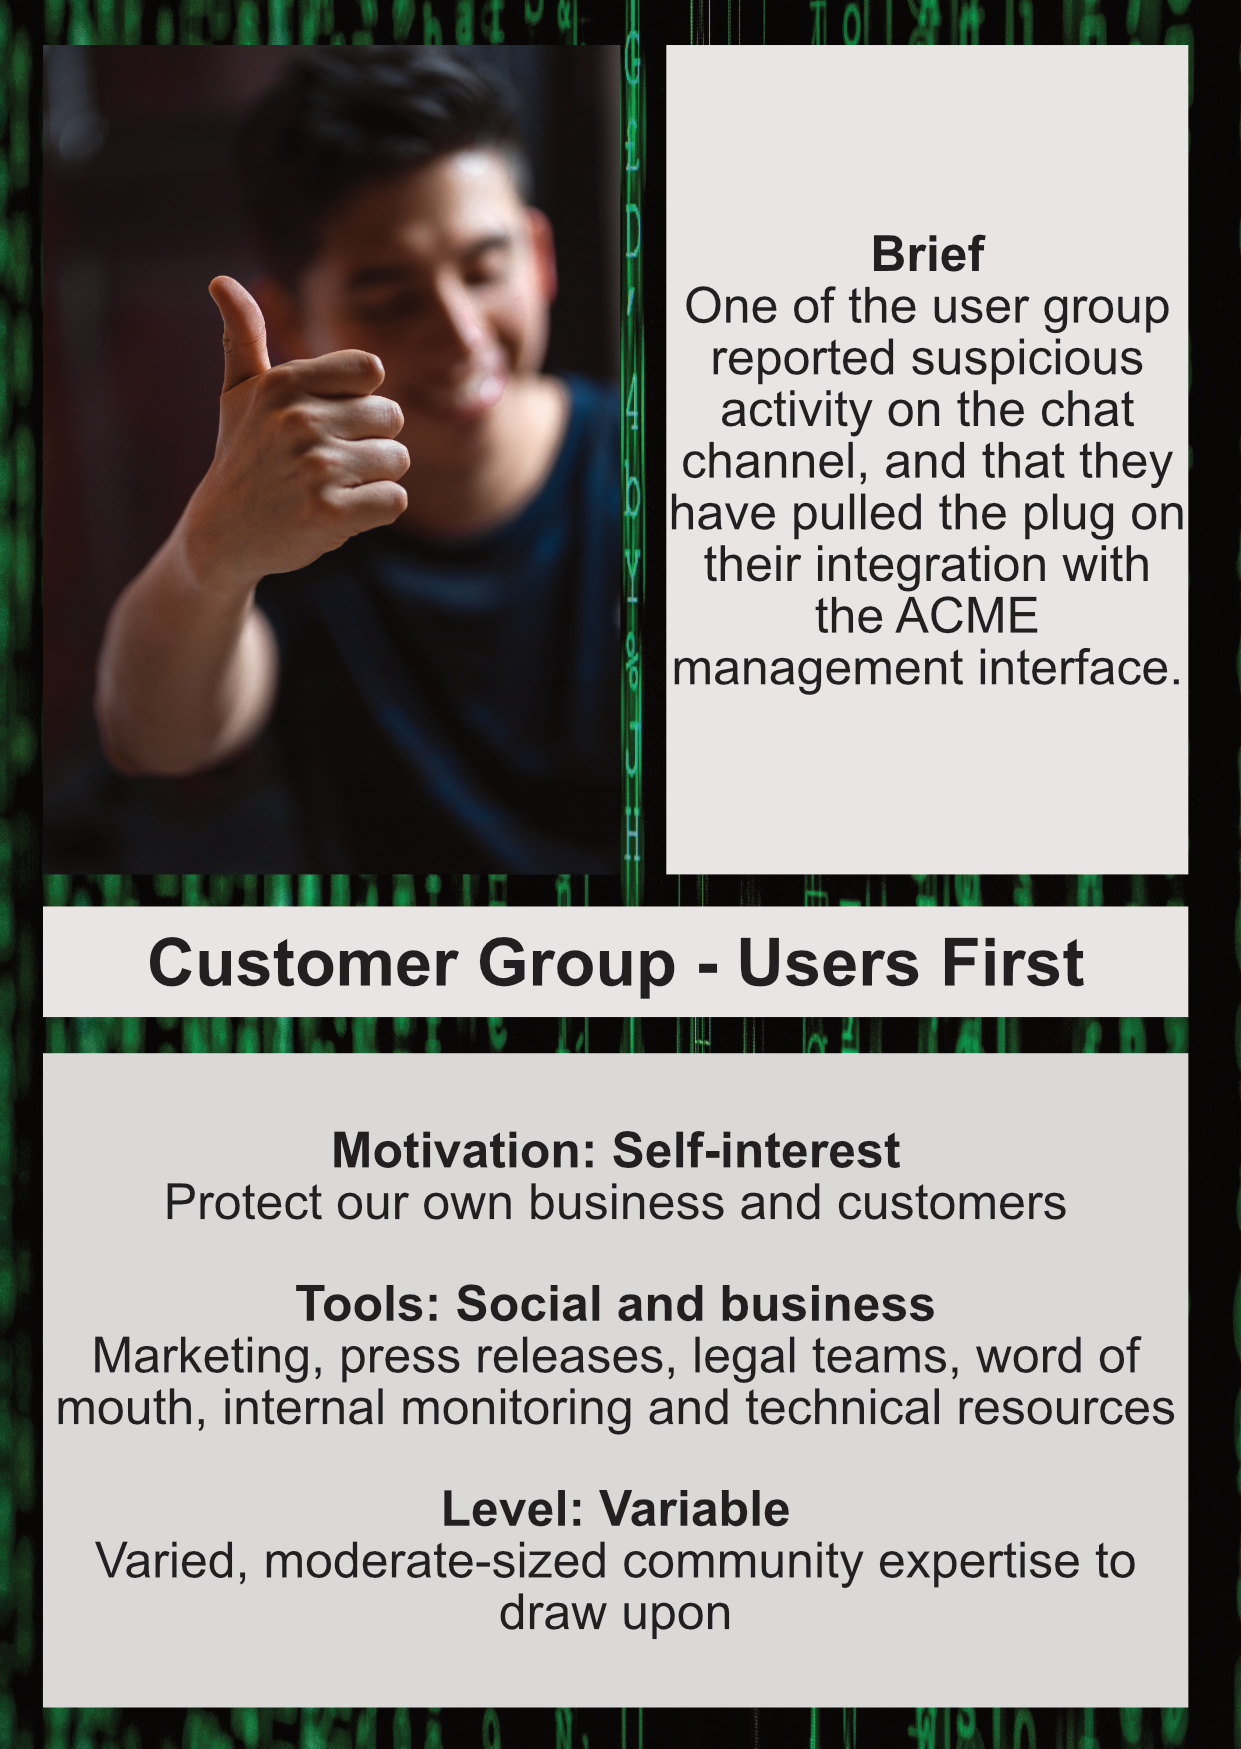 Brief
One of the user group
reported suspicious
activity on the chat
channel, and that they
have pulled the plug on
their integration with
the ACME
management interface.
Customer Group - Users First
Motivation: Self-interest
Protect our own business and customers
Tools: Social and business
Marketing, press releases, legal teams, word of
mouth, internal monitoring and technical resources
Level: Variable
Varied, moderate-sized community expertise to
draw upon